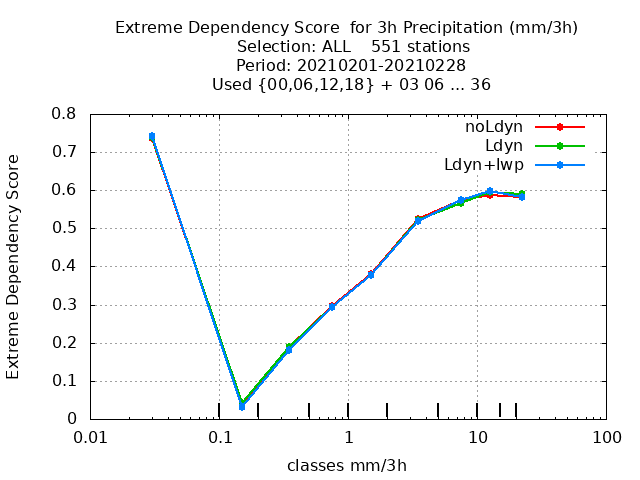 Extreme Dependency Score  for 3h Precipitation (mm/3h)
Selection: ALL    551 stations
Period: 20210201-20210228
Used {00,06,12,18} + 03 06 ... 36
noLdyn
Ldyn
Ldyn+lwp
Extreme Dependency Score
0.8
0.7
0.6
0.5
0.4
0.3
0.2
0.1
0
0.01 0.1 1 10 100
classes mm/3h